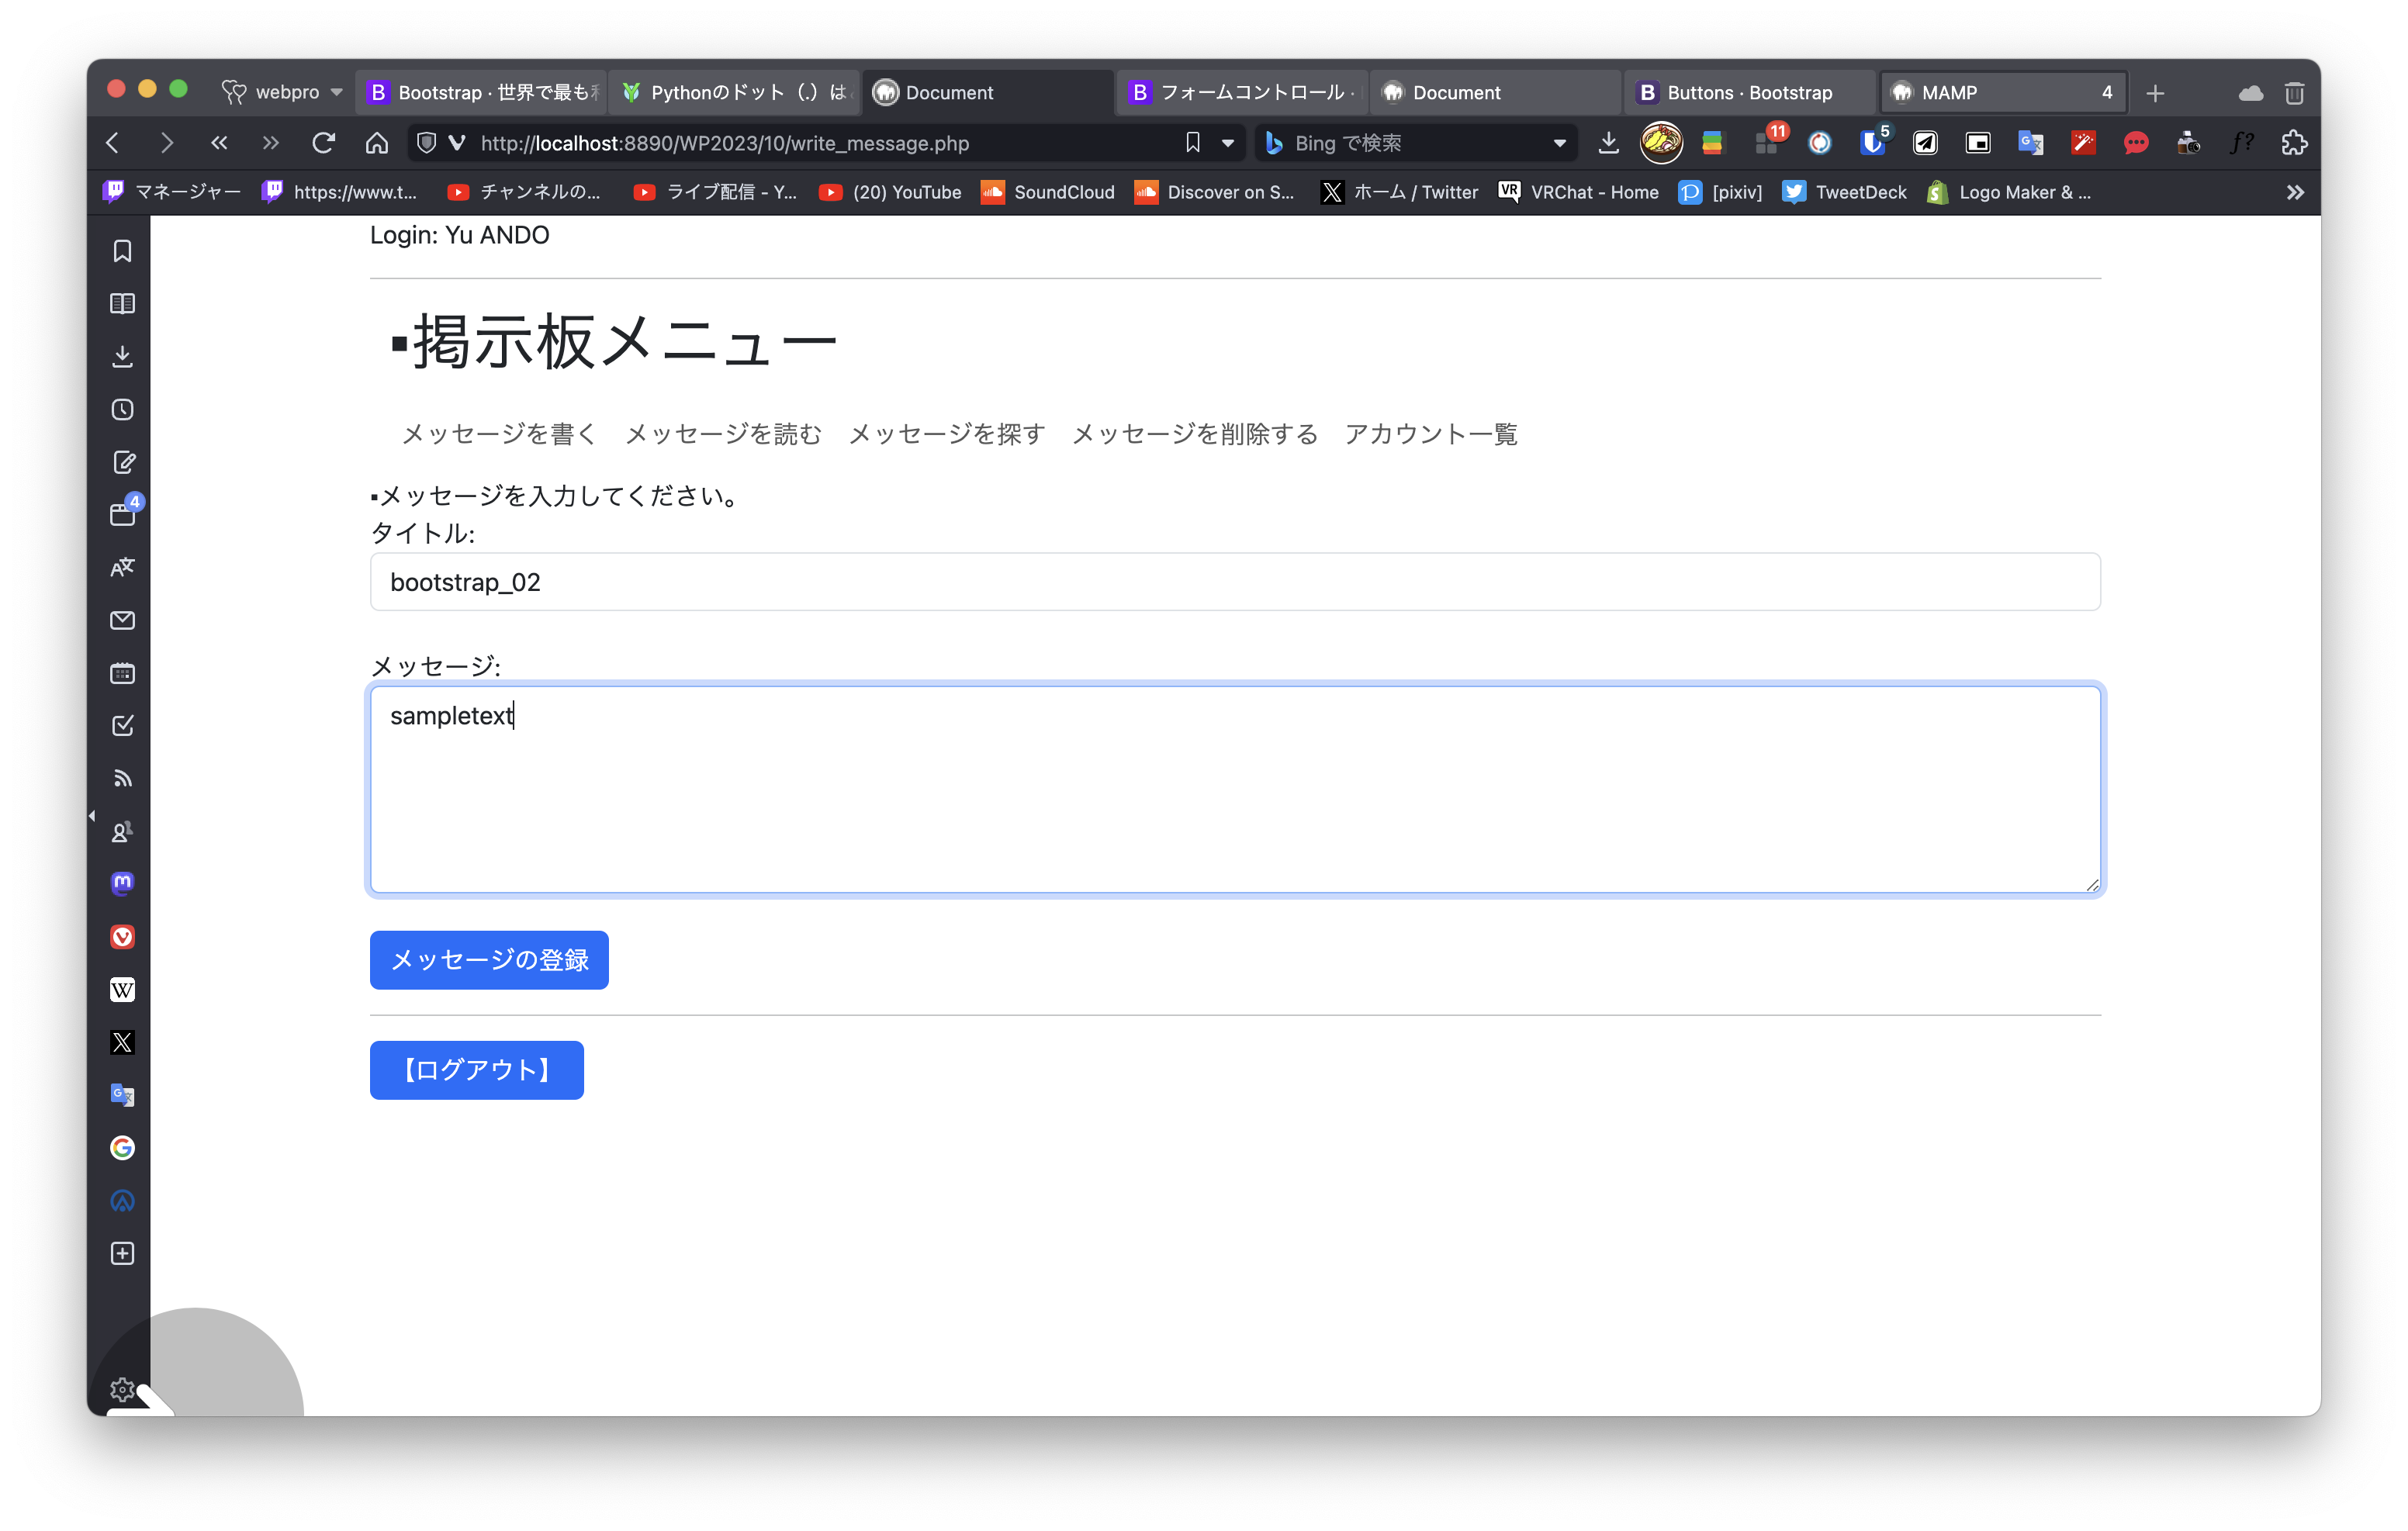 webpro
Bootstrap · 世界で最も
Pythonのドット（.）は
Document
フォームコントロール ·
Document
Buttons · Bootstrap
MAMP
4
http://localhost:8890/WP2023/10/write_message.php
Bing で検索
11
5
マネージャー
https://www.t...
チャンネルの...
ライブ配信 - Y...
(20) YouTube
SoundCloud
Discover on S...
ホーム / Twitter
VRChat - Home
[pixiv]
TweetDeck
Logo Maker & ...
Login: Yu ANDO
▪掲示板メニュー
メッセージを書く メッセージを読む メッセージを探す メッセージを削除する アカウント一覧
▪メッセージを入力してください。
タイトル:
bootstrap_02
メッセージ:
sampletext
メッセージの登録
【ログアウト】
4